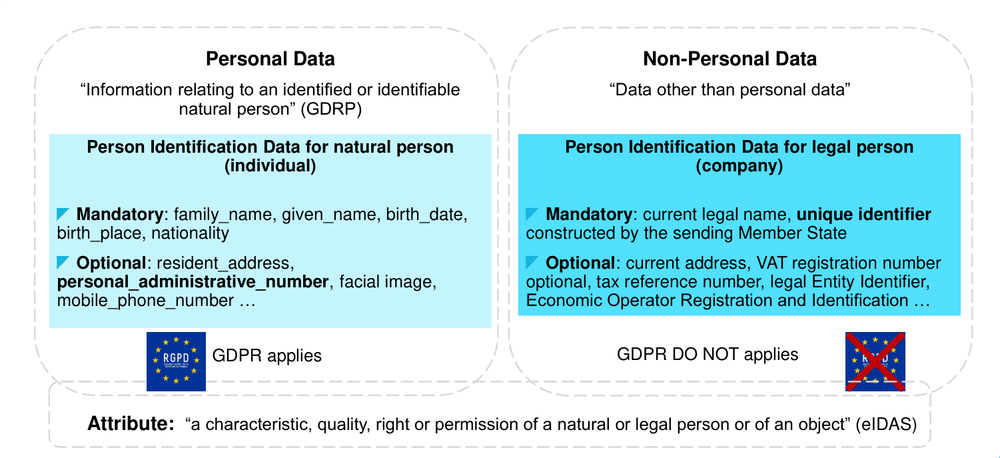 Personal Data
“Information relating to an identified or identifiable
natural person” (GDRP)
Person Identification Data for natural person
(individual)
Mandatory: family_name, given_name, birth_date,
birth_place, nationality
Optional: resident_address,
personal_administrative_number, facial image,
mobile_phone_number …
RGPD
GDPR applies
Non-Personal Data
“Data other than personal data”
Person Identification Data for legal person
(company)
Mandatory: current legal name, unique identifier
constructed by the sending Member State
Optional: current address, VAT registration number
optional, tax reference number, legal Entity Identifier,
Economic Operator Registration and Identification …
GDPR DO NOT applies
Attribute: “a characteristic, quality, right or permission of a natural or legal person or of an object” (eIDAS)